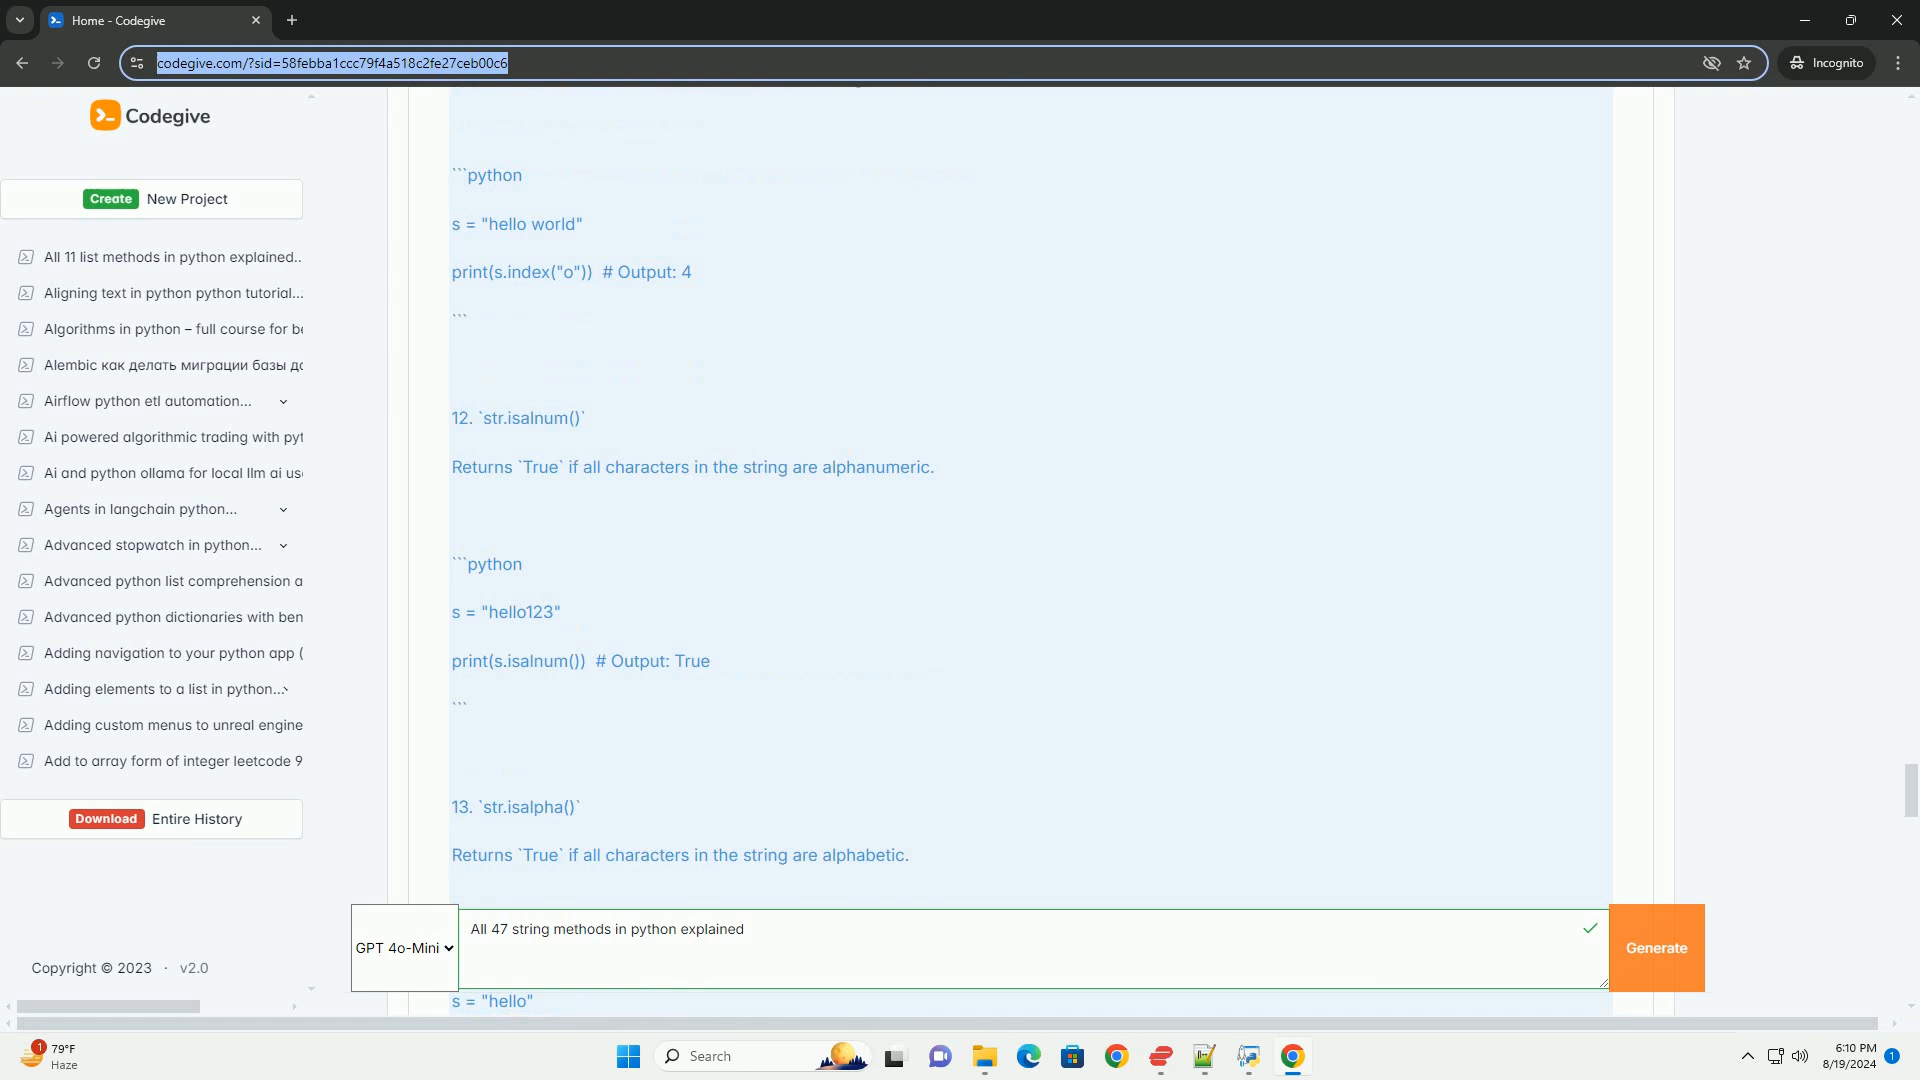 Home - Codegive
codegive.com/?sid=58febba1ccc79f4a518c2fe27ceb00c6
Incognito
Codegive
Create New Project
All 11 list methods in python explained...
Aligning text in python python tutorial...
Algorithms in python – full course for be
Alembic как делать миграции базы дс
Airflow python etl automation...
Ai powered algorithmic trading with pyt
Ai and python ollama for local llm ai us
Agents in langchain python...
Advanced stopwatch in python...
Advanced python list comprehension a
Advanced python dictionaries with ben
Adding navigation to your python app (
Adding elements to a list in python...
Adding custom menus to unreal engine
Add to array form of integer leetcode 9
Download Entire History
Copyright © 2023 · v2.0
```python
s = "hello world"
print(s.index("o")) # Output: 4
```
12. `str.isalnum()`
Returns `True` if all characters in the string are alphanumeric.
```python
s = "hello123"
print(s.isalnum()) # Output: True
```
13. `str.isalpha()`
Returns `True` if all characters in the string are alphabetic.
GPT 4o-Mini
All 47 string methods in python explained
Generate
s = "hello"
1
79°F
Haze
Search
6:10 PM
8/19/2024
1